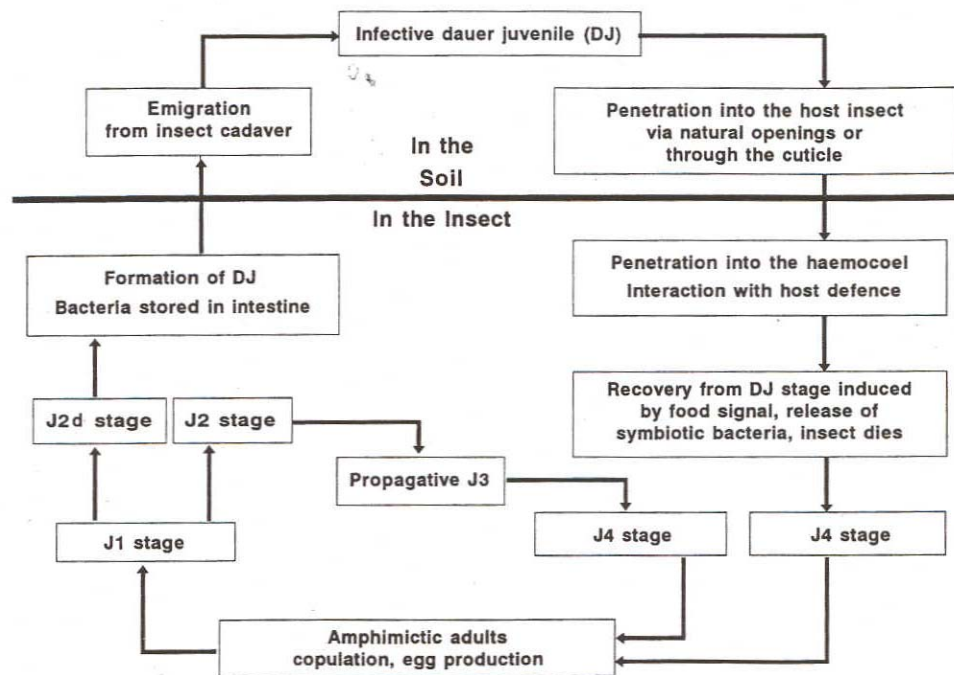 Infective dauer juvenile (DJ)
Emigration
from insect cadaver
Penetration into the host insect
via natural openings or
through the cuticle
In the
Soil
In the Insect
Formation of DJ
Bacteria stored in intestine
Penetration into the haemocoel
Interaction with host defence
J2d stage
J2 stage
Recovery from DJ stage induced
by food signal, release of
symbiotic bacteria, insect dies
Propagative J3
J1 stage
J4 stage
J4 stage
Amphimictic adults
copulation, egg production